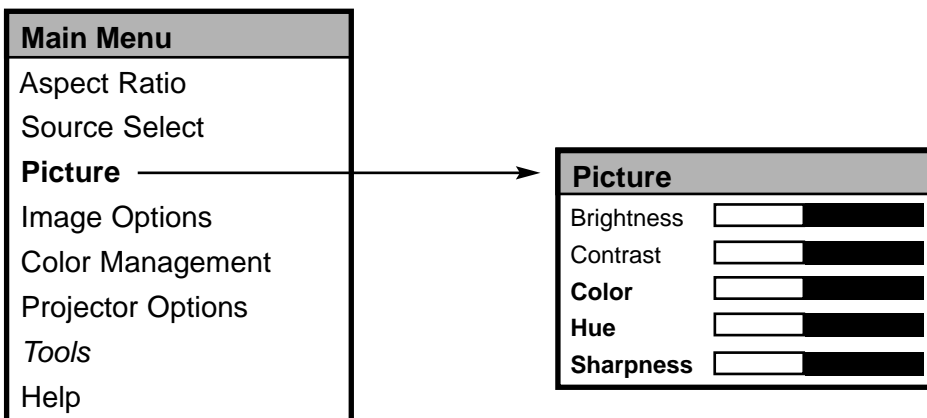 Main Menu
Aspect Ratio
Source Select
Picture
Image Options
Color Management
Projector Options
Tools
Help
Picture
Brightness
Contrast
Color
Hue
Sharpness